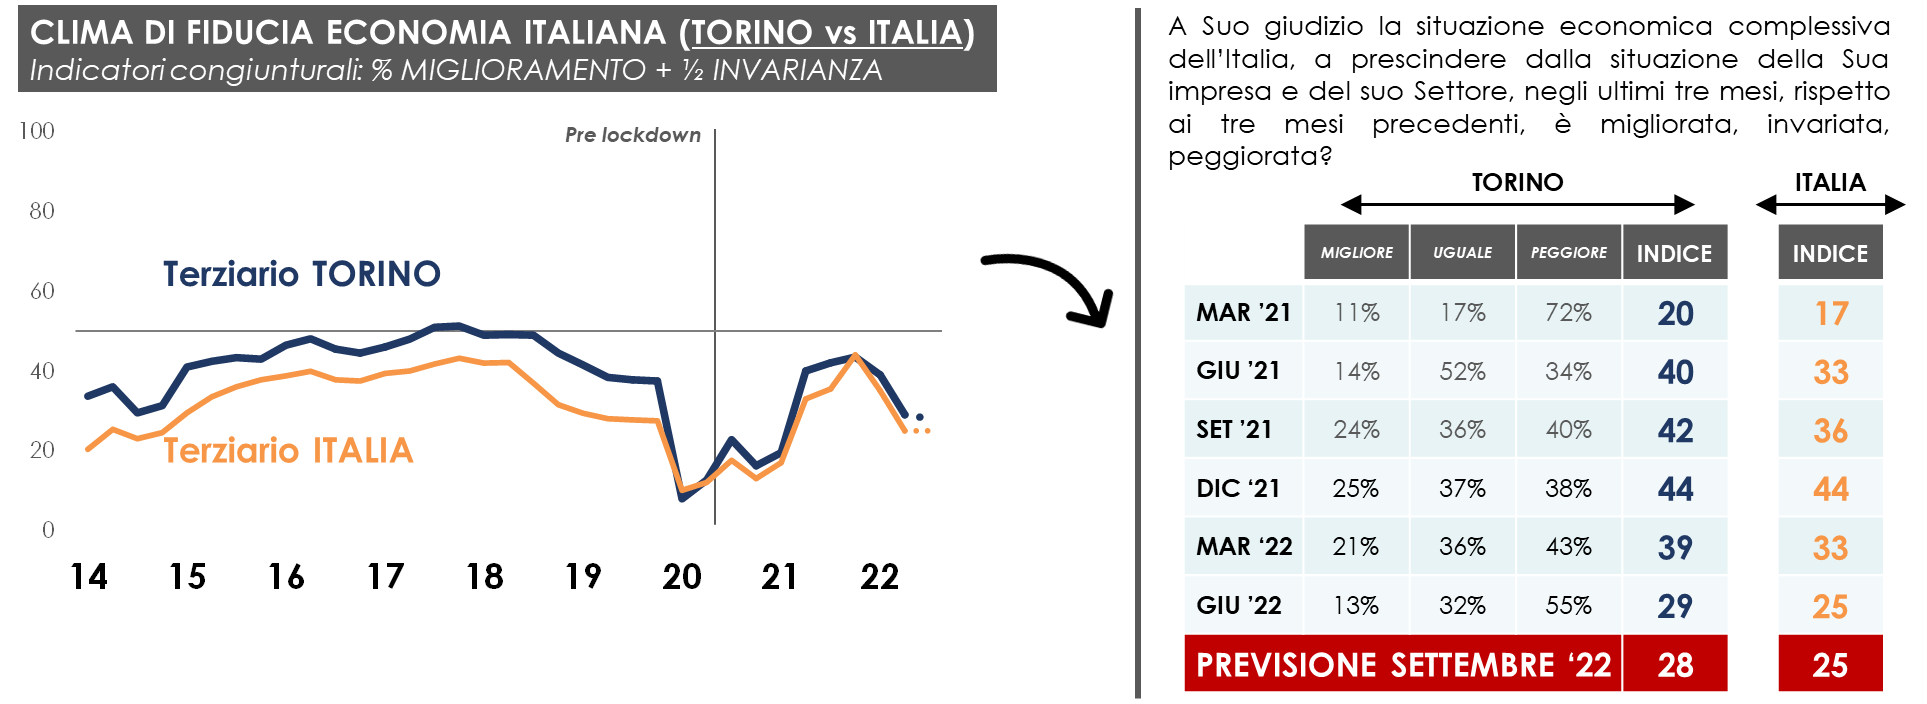 CLIMA DI FIDUCIA ECONOMIA ITALIANA (TORINO vs ITALIA)
Indicatori congiunturali: % MIGLIORAMENTO + ½ INVARIANZA
100
80
60
40
20
0
Pre lockdown
Terziario TORINO
Terziario ITALIA
14 15 16 17 18 19 20 21 22
A Suo giudizio la situazione economica complessiva
dell’Italia, a prescindere dalla situazione della Sua
impresa e del suo Settore, negli ultimi tre mesi, rispetto
ai tre mesi precedenti, è migliorata, invariata,
peggiorata?
TORINO ITALIA
MIGLIORE UGUALE PEGGIORE INDICE INDICE
MAR ’21 11% 17% 72% 20 17
GIU ’21 14% 52% 34% 40 33
SET ’21 24% 36% 40% 42 36
DIC ‘21 25% 37% 38% 44 44
MAR ‘22 21% 36% 43% 39 33
GIU ’22 13% 32% 55% 29 25
PREVISIONE SETTEMBRE ‘22 28 25